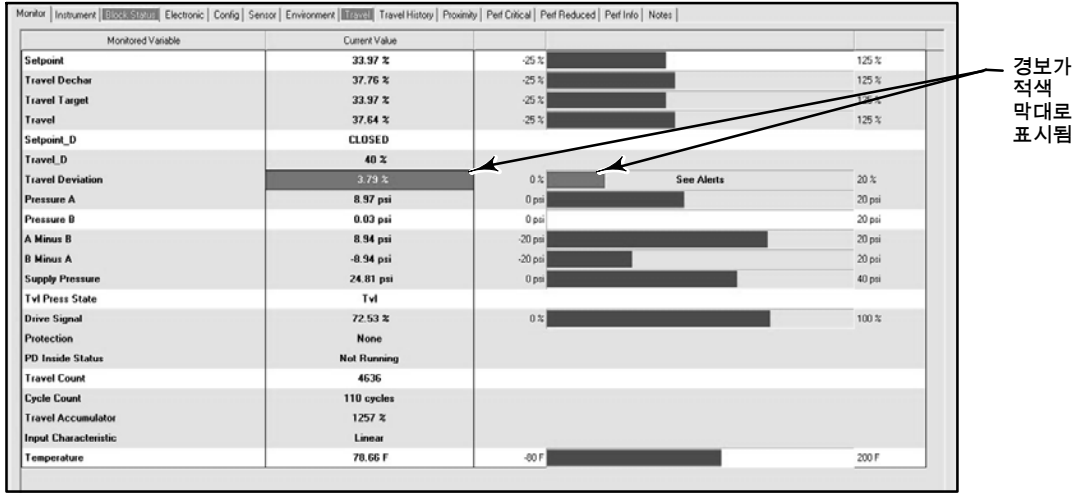 Monitor Instrument Block Status Electronic Config Sensor Environment Travel Travel History Proximity Perf Critical Perf Reduced Perf Info Notes
Monitored Variable Current Value
Setpoint 33.97 % -25 % 125 %
Travel Dechar 37.76 % -25 % 125 %
Travel Target 33.97 % -25 % 125 %
Travel 37.64 % -25 % 125 %
Setpoint_D CLOSED
Travel_D 40 %
Travel Deviation 3.79 % 0 % See Alerts 20 %
Pressure A 8.97 psi 0 psi 20 psi
Pressure B 0.03 psi 0 psi 20 psi
A Minus B 8.94 psi -20 psi 20 psi
B Minus A -8.94 psi -20 psi 20 psi
Supply Pressure 24.81 psi 0 psi 40 psi
Tvl Press State Tvl
Drive Signal 72.53 % 0 % 100 %
Protection None
PD Inside Status Not Running
Travel Count 4636
Cycle Count 110 cycles
Travel Accumulator 1257 %
Input Characteristic Linear
Temperature 78.66 F -80 F 200 F
경보가
적색
막대로
표시됨